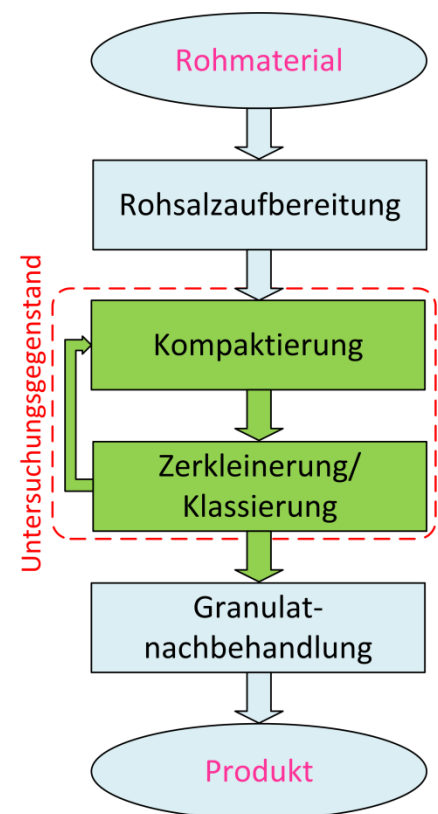 Rohmaterial
Rohsalzaufbereitung
Untersuchungsgegenstand
Kompaktierung
Zerkleinerung/
Klassierung
Granulat-
nachbehandlung
Produkt